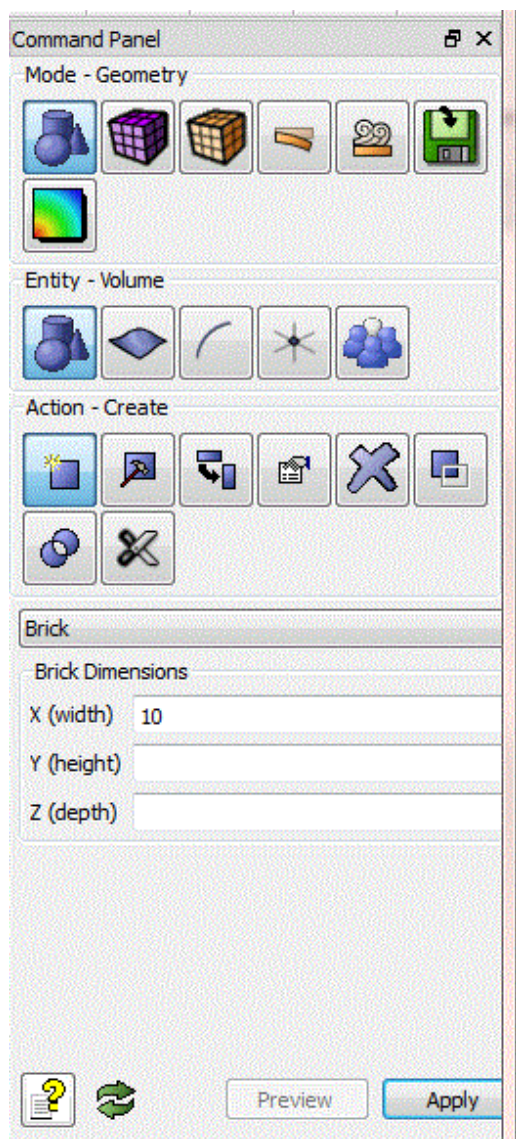 Command Panel
Mode - Geometry
Entity - Volume
Action - Create
Brick
Brick Dimensions
X (width) 10
Y (height)
Z (depth)
Preview Apply